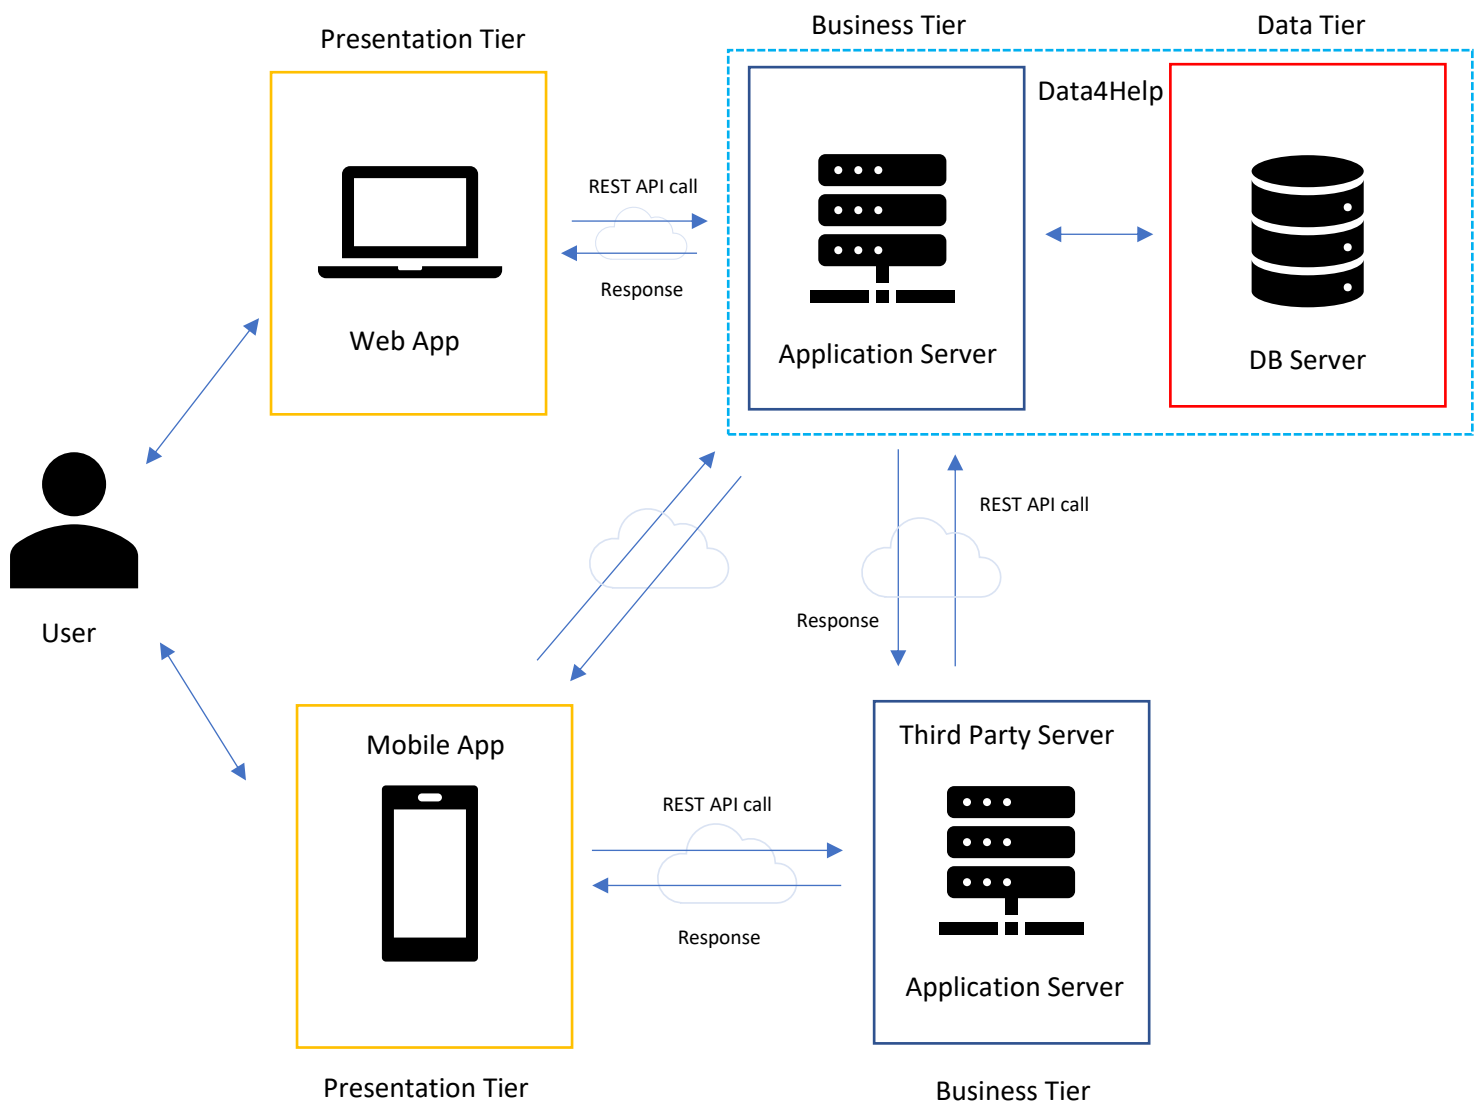 Presentation Tier
Business Tier
Data Tier
Data4Help
REST API call
Response
Web App
Application Server
DB Server
REST API call
Response
User
Mobile App
Third Party Server
REST API call
Response
Application Server
Presentation Tier
Business Tier